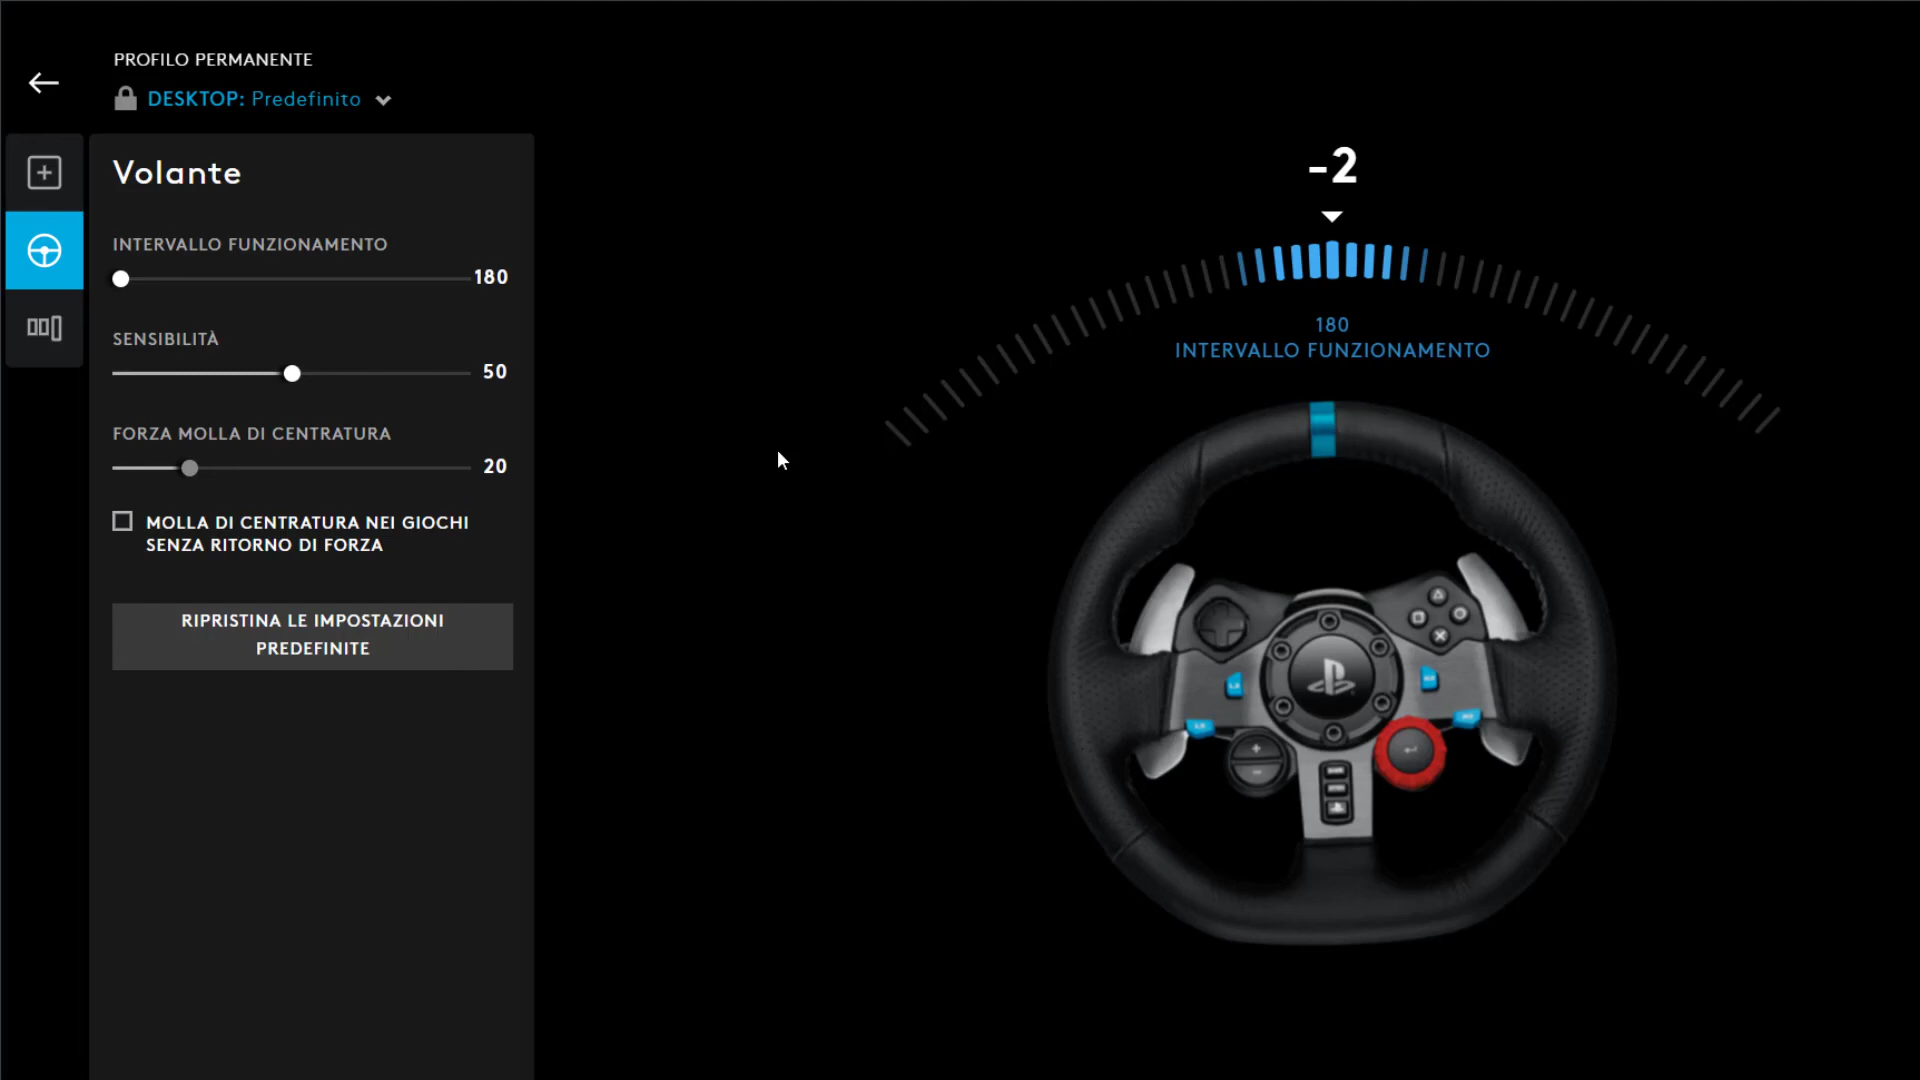 PROFILO PERMANENTE
DESKTOP: Predefinito
Volante
INTERVALLO FUNZIONAMENTO
180
SENSIBILITÀ
50
FORZA MOLLA DI CENTRATURA
20
MOLLA DI CENTRATURA NEI GIOCHI
SENZA RITORNO DI FORZA
RIPRISTINA LE IMPOSTAZIONI
PREDEFINITE
-2
180
INTERVALLO FUNZIONAMENTO